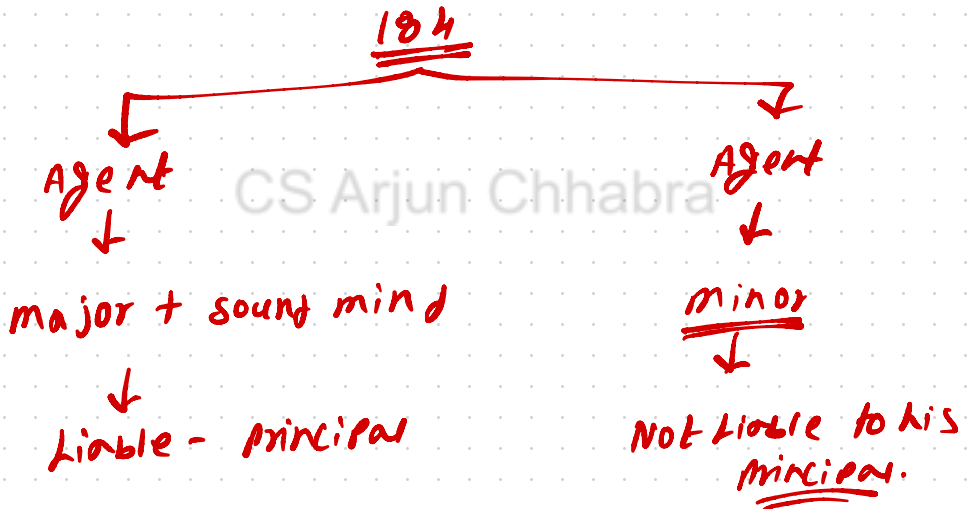 184
Agent
Agent
CS Arjun Chhabra
major + sound mind
minor
Liable - principal
Not Liable to his
principal.